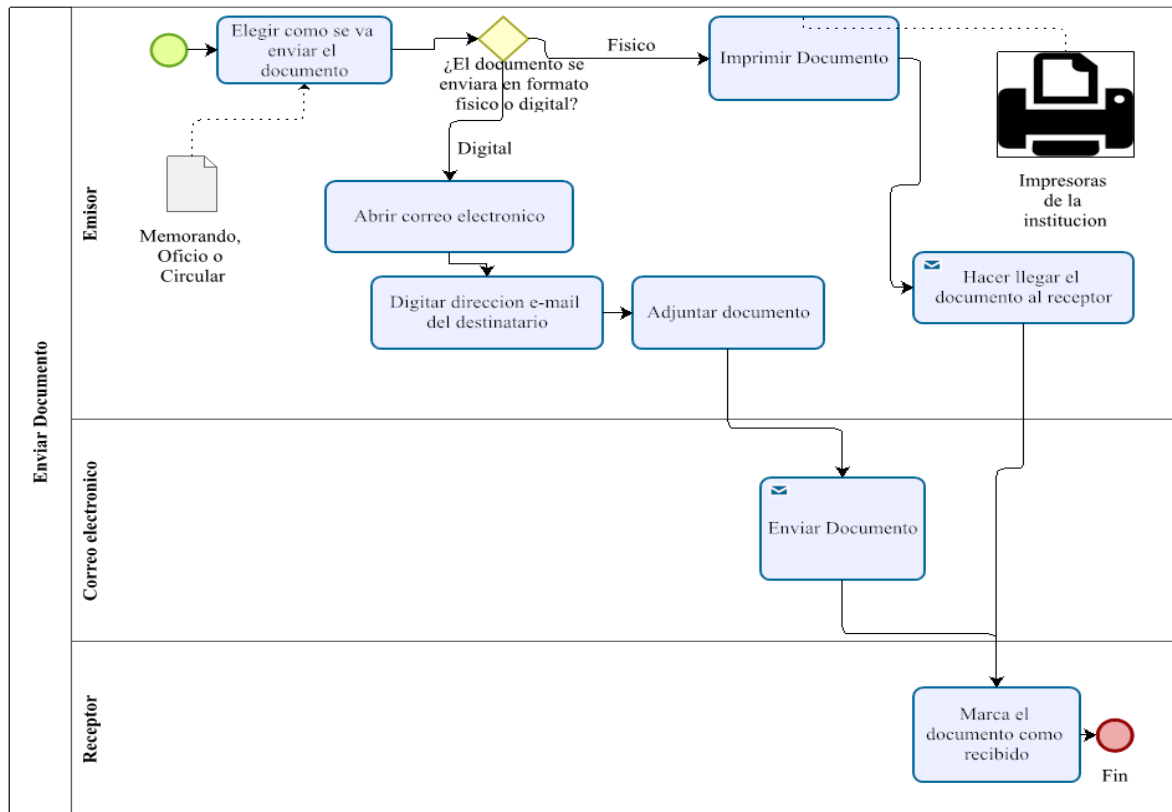 Enviar Documento
Emisor
Elegir como se va
enviar el
documento
¿El documento se
enviara en formato
fisico o digital?
Fisico
Imprimir Documento
Impresoras
de la
institucion
Memorando,
Oficio o
Circular
Digital
Abrir correo electronico
Digitar direccion e-mail
del destinatario
Adjuntar documento
Hacer llegar el
documento al receptor
Correo electronico
Enviar Documento
Receptor
Marca el
documento como
recibido
Fin